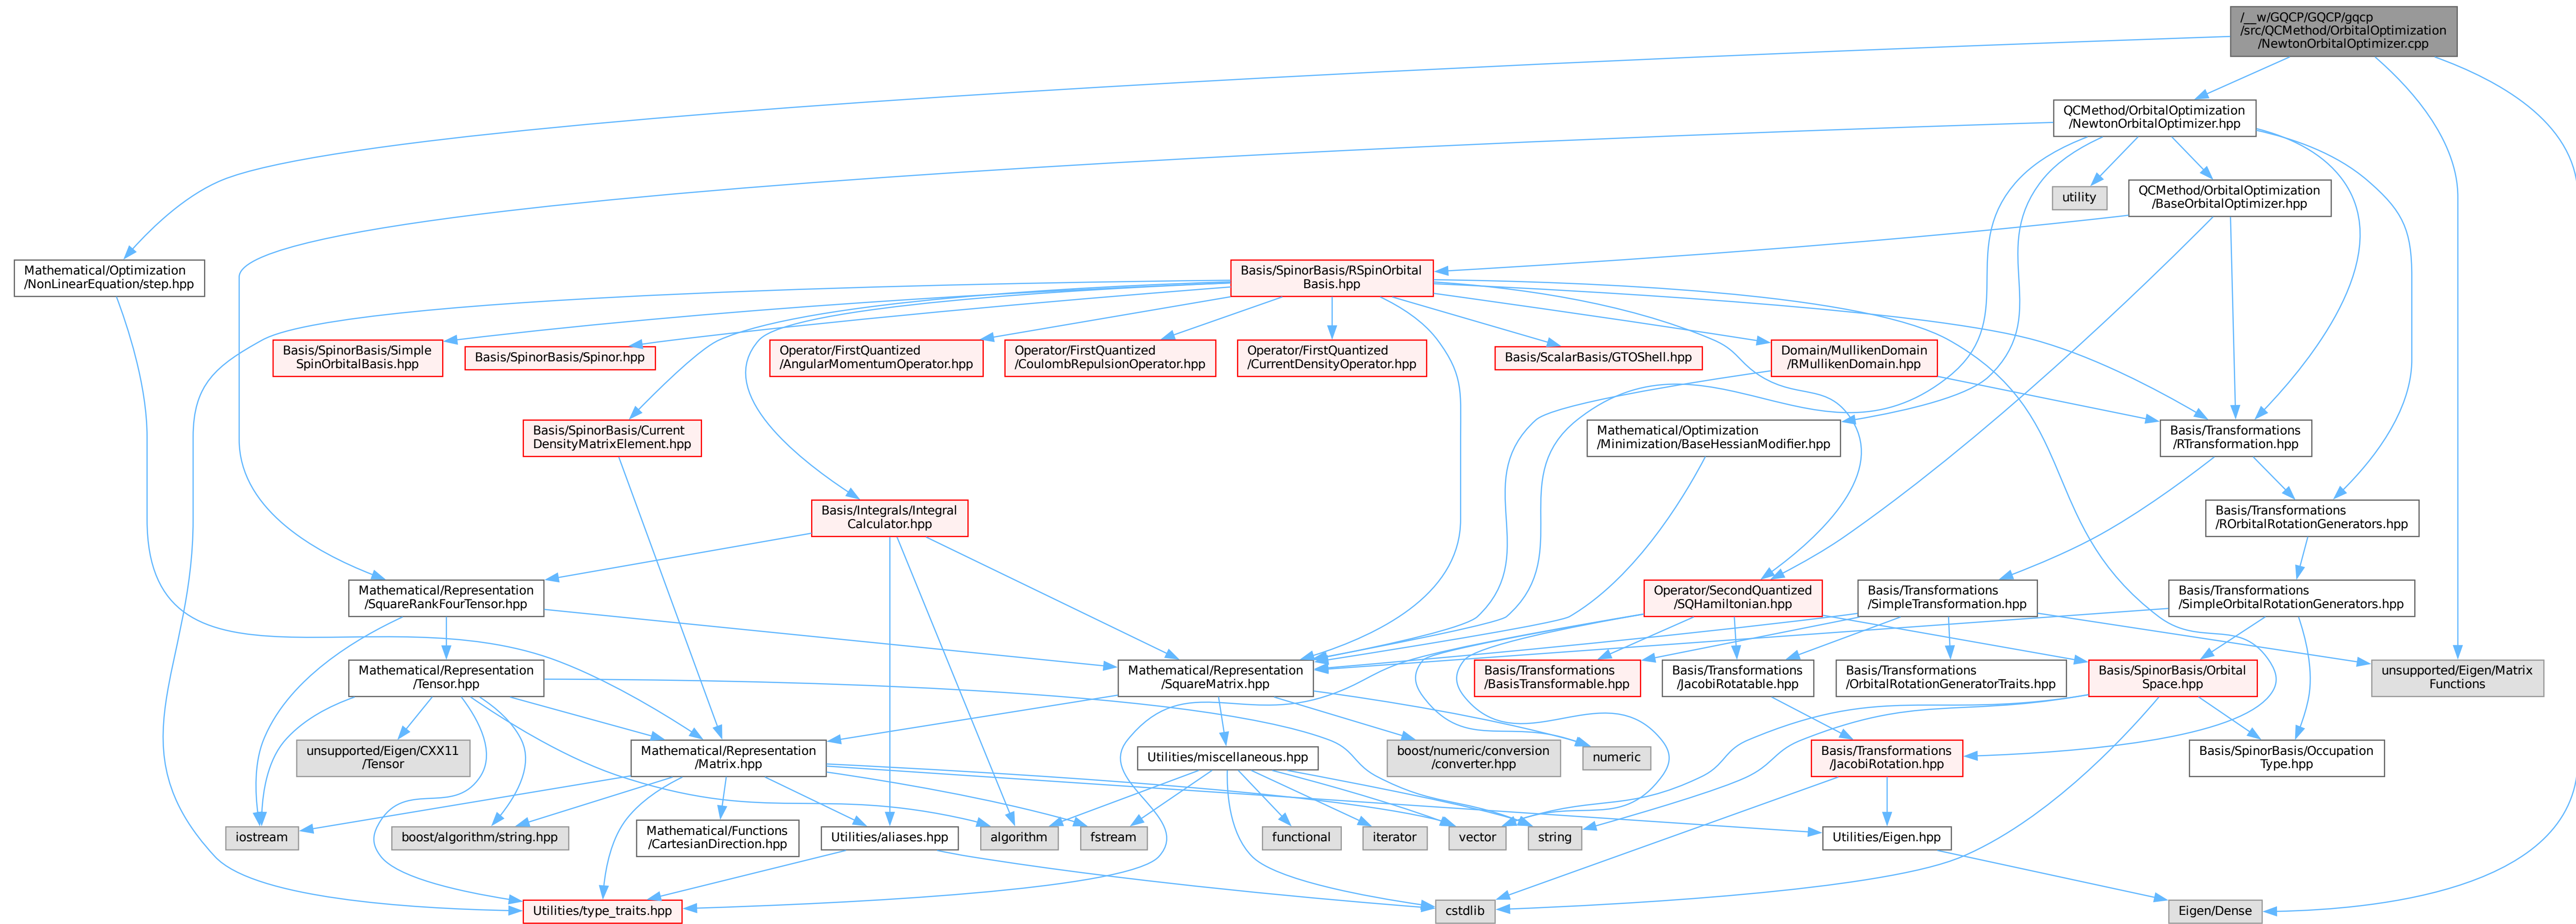 /__w/GQCP/GQCP/gqcp
/src/QCMethod/OrbitalOptimization
/NewtonOrbitalOptimizer.cpp
QCMethod/OrbitalOptimization
/NewtonOrbitalOptimizer.hpp
utility
QCMethod/OrbitalOptimization
/BaseOrbitalOptimizer.hpp
Mathematical/Optimization
/NonLinearEquation/step.hpp
Basis/SpinorBasis/RSpinOrbital
Basis.hpp
Basis/SpinorBasis/Simple
SpinOrbitalBasis.hpp
Basis/SpinorBasis/Spinor.hpp
Operator/FirstQuantized
/AngularMomentumOperator.hpp
Operator/FirstQuantized
/CoulombRepulsionOperator.hpp
Operator/FirstQuantized
/CurrentDensityOperator.hpp
Basis/ScalarBasis/GTOShell.hpp
Domain/MullikenDomain
/RMullikenDomain.hpp
Basis/SpinorBasis/Current
DensityMatrixElement.hpp
Mathematical/Optimization
/Minimization/BaseHessianModifier.hpp
Basis/Transformations
/RTransformation.hpp
Basis/Integrals/Integral
Calculator.hpp
Basis/Transformations
/ROrbitalRotationGenerators.hpp
Mathematical/Representation
/SquareRankFourTensor.hpp
Operator/SecondQuantized
/SQHamiltonian.hpp
Basis/Transformations
/SimpleTransformation.hpp
Basis/Transformations
/SimpleOrbitalRotationGenerators.hpp
Mathematical/Representation
/Tensor.hpp
Mathematical/Representation
/SquareMatrix.hpp
Basis/Transformations
/BasisTransformable.hpp
Basis/Transformations
/JacobiRotatable.hpp
Basis/Transformations
/OrbitalRotationGeneratorTraits.hpp
Basis/SpinorBasis/Orbital
Space.hpp
unsupported/Eigen/Matrix
Functions
unsupported/Eigen/CXX11
/Tensor
Mathematical/Representation
/Matrix.hpp
Utilities/miscellaneous.hpp
boost/numeric/conversion
/converter.hpp
numeric
Basis/Transformations
/JacobiRotation.hpp
Basis/SpinorBasis/Occupation
Type.hpp
iostream
boost/algorithm/string.hpp
Mathematical/Functions
/CartesianDirection.hpp
Utilities/aliases.hpp
algorithm
fstream
functional
iterator
vector
string
Utilities/Eigen.hpp
Utilities/type_traits.hpp
cstdlib
Eigen/Dense